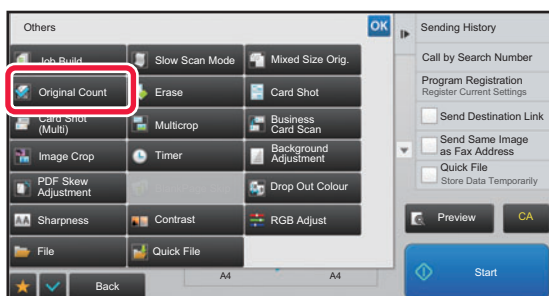 Others
OK
Job Build
Slow Scan Mode
Mixed Size Orig.
Original Count
Erase
Card Shot
Card Shot
(Multi)
Multicrop
Business
Card Scan
Image Crop
Timer
Background
Adjustment
PDF Skew
Adjustment
Drop Out Colour
AA
Sharpness
Contrast
RGB Adjust
File
Quick File
Back
A4
A4
Sending History
Call by Search Number
Program Registration
Register Current Settings
Send Destination Link
Send Same Image
as Fax Address
Quick File
Store Data Temporarily
Preview
CA
Start